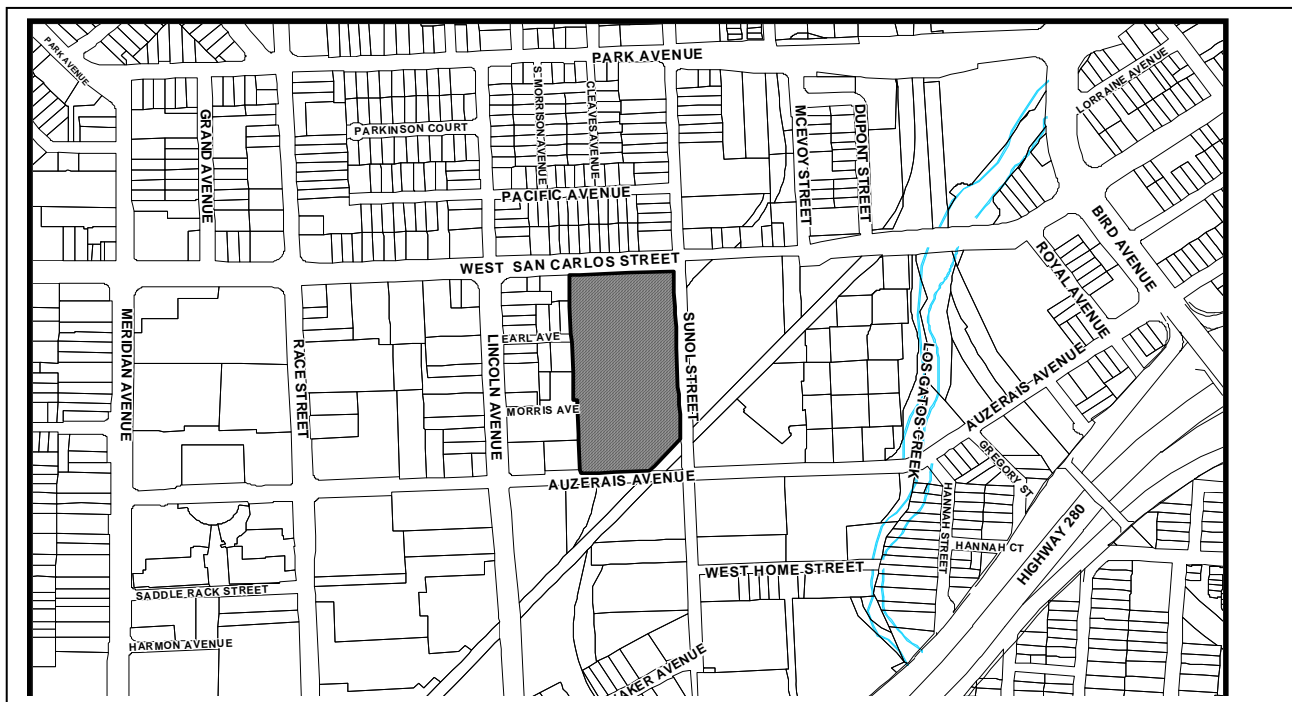 PARK AVENUE
PARK AVENUE
LORRAINE AVENUE
GRAND AVENUE
S MORRISON AVENUE
CLEAVES AVENUE
MCEVOY STREET
DUPONT STREET
PARKINSON COURT
PACIFIC AVENUE
BIRD AVENUE
ROYAL AVENUE
WEST SAN CARLOS STREET
MERIDIAN AVENUE
RACE STREET
LINCOLN AVENUE
EARL AVE
SUNOL STREET
LOS GATOS CREEK
AUZERAIS AVENUE
MORRIS AVE
GREGORY ST
AUZERAIS AVENUE
HANNAH STREET
HANNAH CT
HIGHWAY 280
WEST HOME STREET
SADDLE RACK STREET
HARMON AVENUE
AKER AVENUE